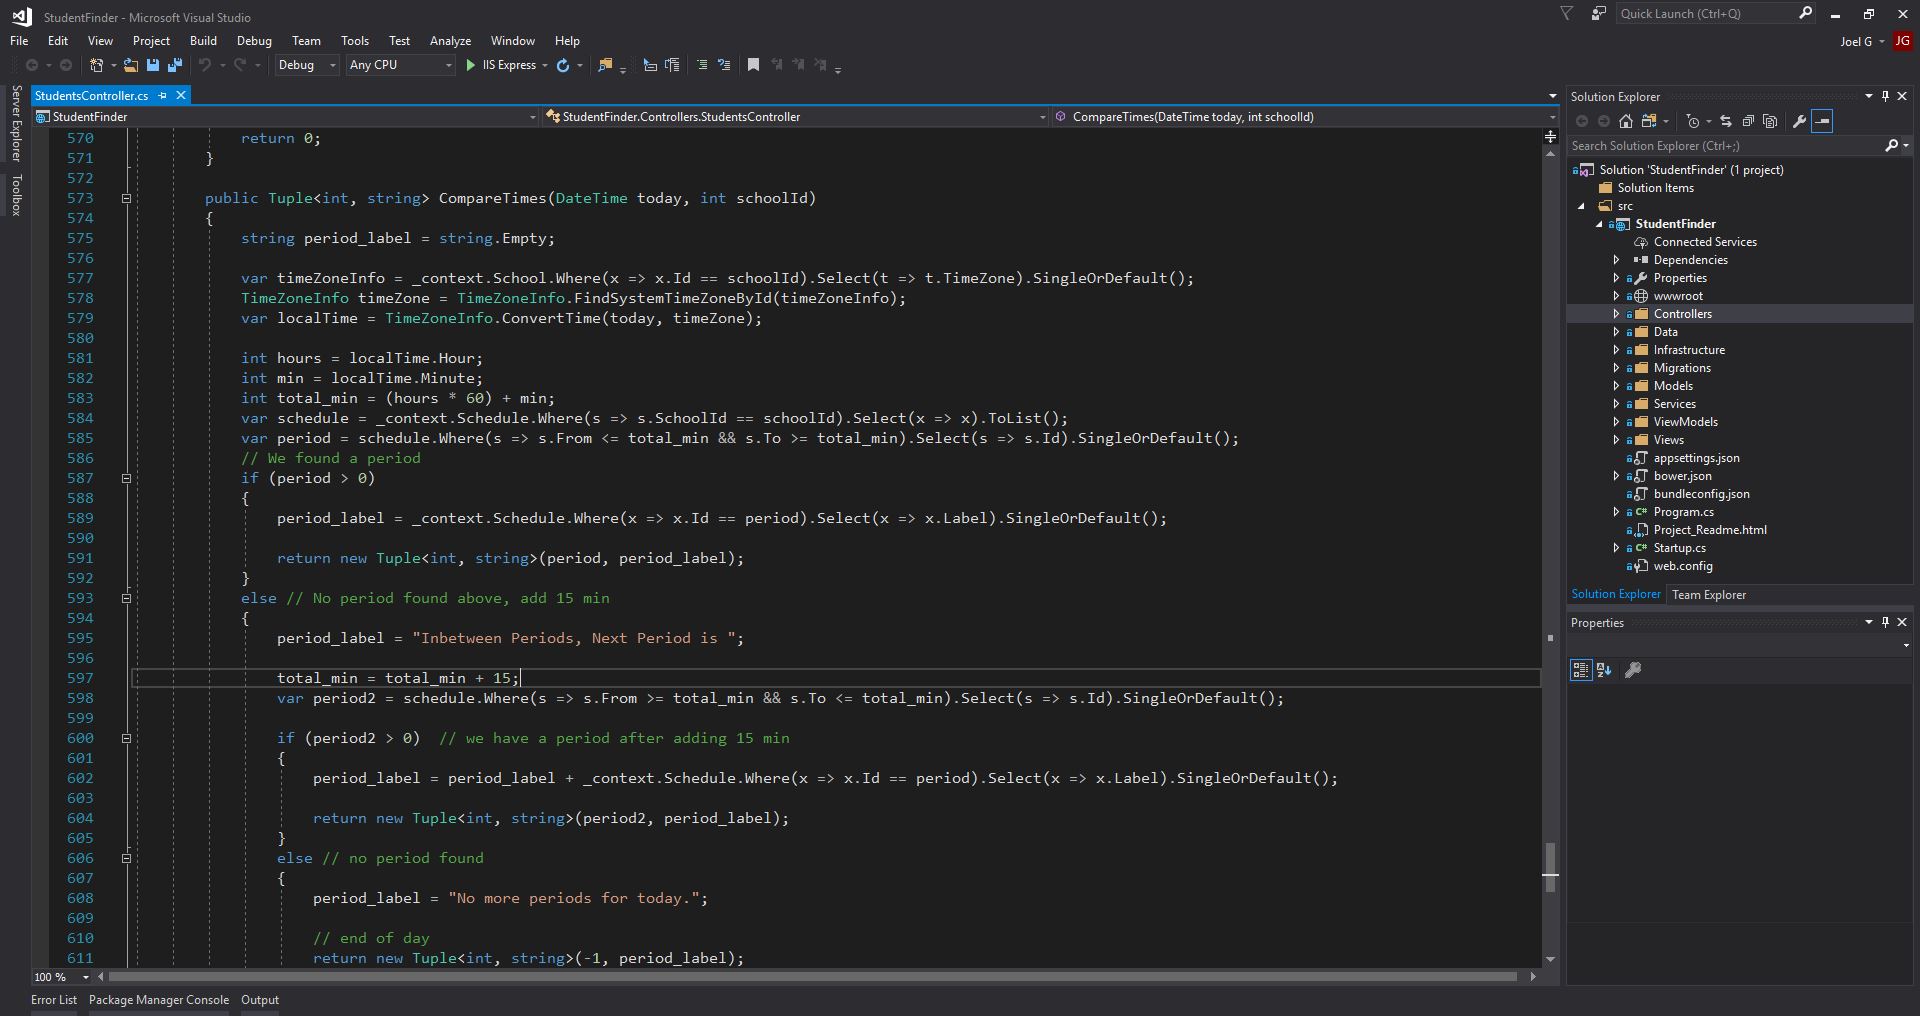 StudentFinder - Microsoft Visual Studio
Quick Launch (Ctrl+Q)
File Edit View Project Build Debug Team Tools Test Analyze Window Help
Joel G JG
Debug Any CPU IIS Express
Server Explorer
Toolbox
StudentsController.cs
StudentFinder StudentFinder.Controllers.StudentsController CompareTimes(DateTime today, int schoolId)
570 return 0;
571 }
572
573 public Tuple<int, string> CompareTimes(DateTime today, int schoolId)
574 {
575 string period_label = string.Empty;
576
577 var timeZoneInfo = _context.School.Where(x => x.Id == schoolId).Select(t => t.TimeZone).SingleOrDefault();
578 TimeZoneInfo timeZone = TimeZoneInfo.FindSystemTimeZoneById(timeZoneInfo);
579 var localTime = TimeZoneInfo.ConvertTime(today, timeZone);
580
581 int hours = localTime.Hour;
582 int min = localTime.Minute;
583 int total_min = (hours * 60) + min;
584 var schedule = _context.Schedule.Where(s => s.SchoolId == schoolId).Select(x => x).ToList();
585 var period = schedule.Where(s => s.From <= total_min && s.To >= total_min).Select(s => s.Id).SingleOrDefault();
586 // We found a period
587 if (period > 0)
588 {
589 period_label = _context.Schedule.Where(x => x.Id == period).Select(x => x.Label).SingleOrDefault();
590
591 return new Tuple<int, string>(period, period_label);
592 }
593 else // No period found above, add 15 min
594 {
595 period_label = "Inbetween Periods, Next Period is ";
596
597 total_min = total_min + 15;
598 var period2 = schedule.Where(s => s.From >= total_min && s.To <= total_min).Select(s => s.Id).SingleOrDefault();
599
600 if (period2 > 0) // we have a period after adding 15 min
601 {
602 period_label = period_label + _context.Schedule.Where(x => x.Id == period).Select(x => x.Label).SingleOrDefault();
603
604 return new Tuple<int, string>(period2, period_label);
605 }
606 else // no period found
607 {
608 period_label = "No more periods for today.";
609
610 // end of day
611 return new Tuple<int, string>(-1, period_label);
100 %
Error List Package Manager Console Output
Solution Explorer
Search Solution Explorer (Ctrl+;)
Solution 'StudentFinder' (1 project)
Solution Items
src
StudentFinder
Connected Services
Dependencies
Properties
wwwroot
Controllers
Data
Infrastructure
Migrations
Models
Services
ViewModels
Views
appsettings.json
bower.json
bundleconfig.json
C# Program.cs
Project_Readme.html
C# Startup.cs
web.config
Solution Explorer Team Explorer
Properties